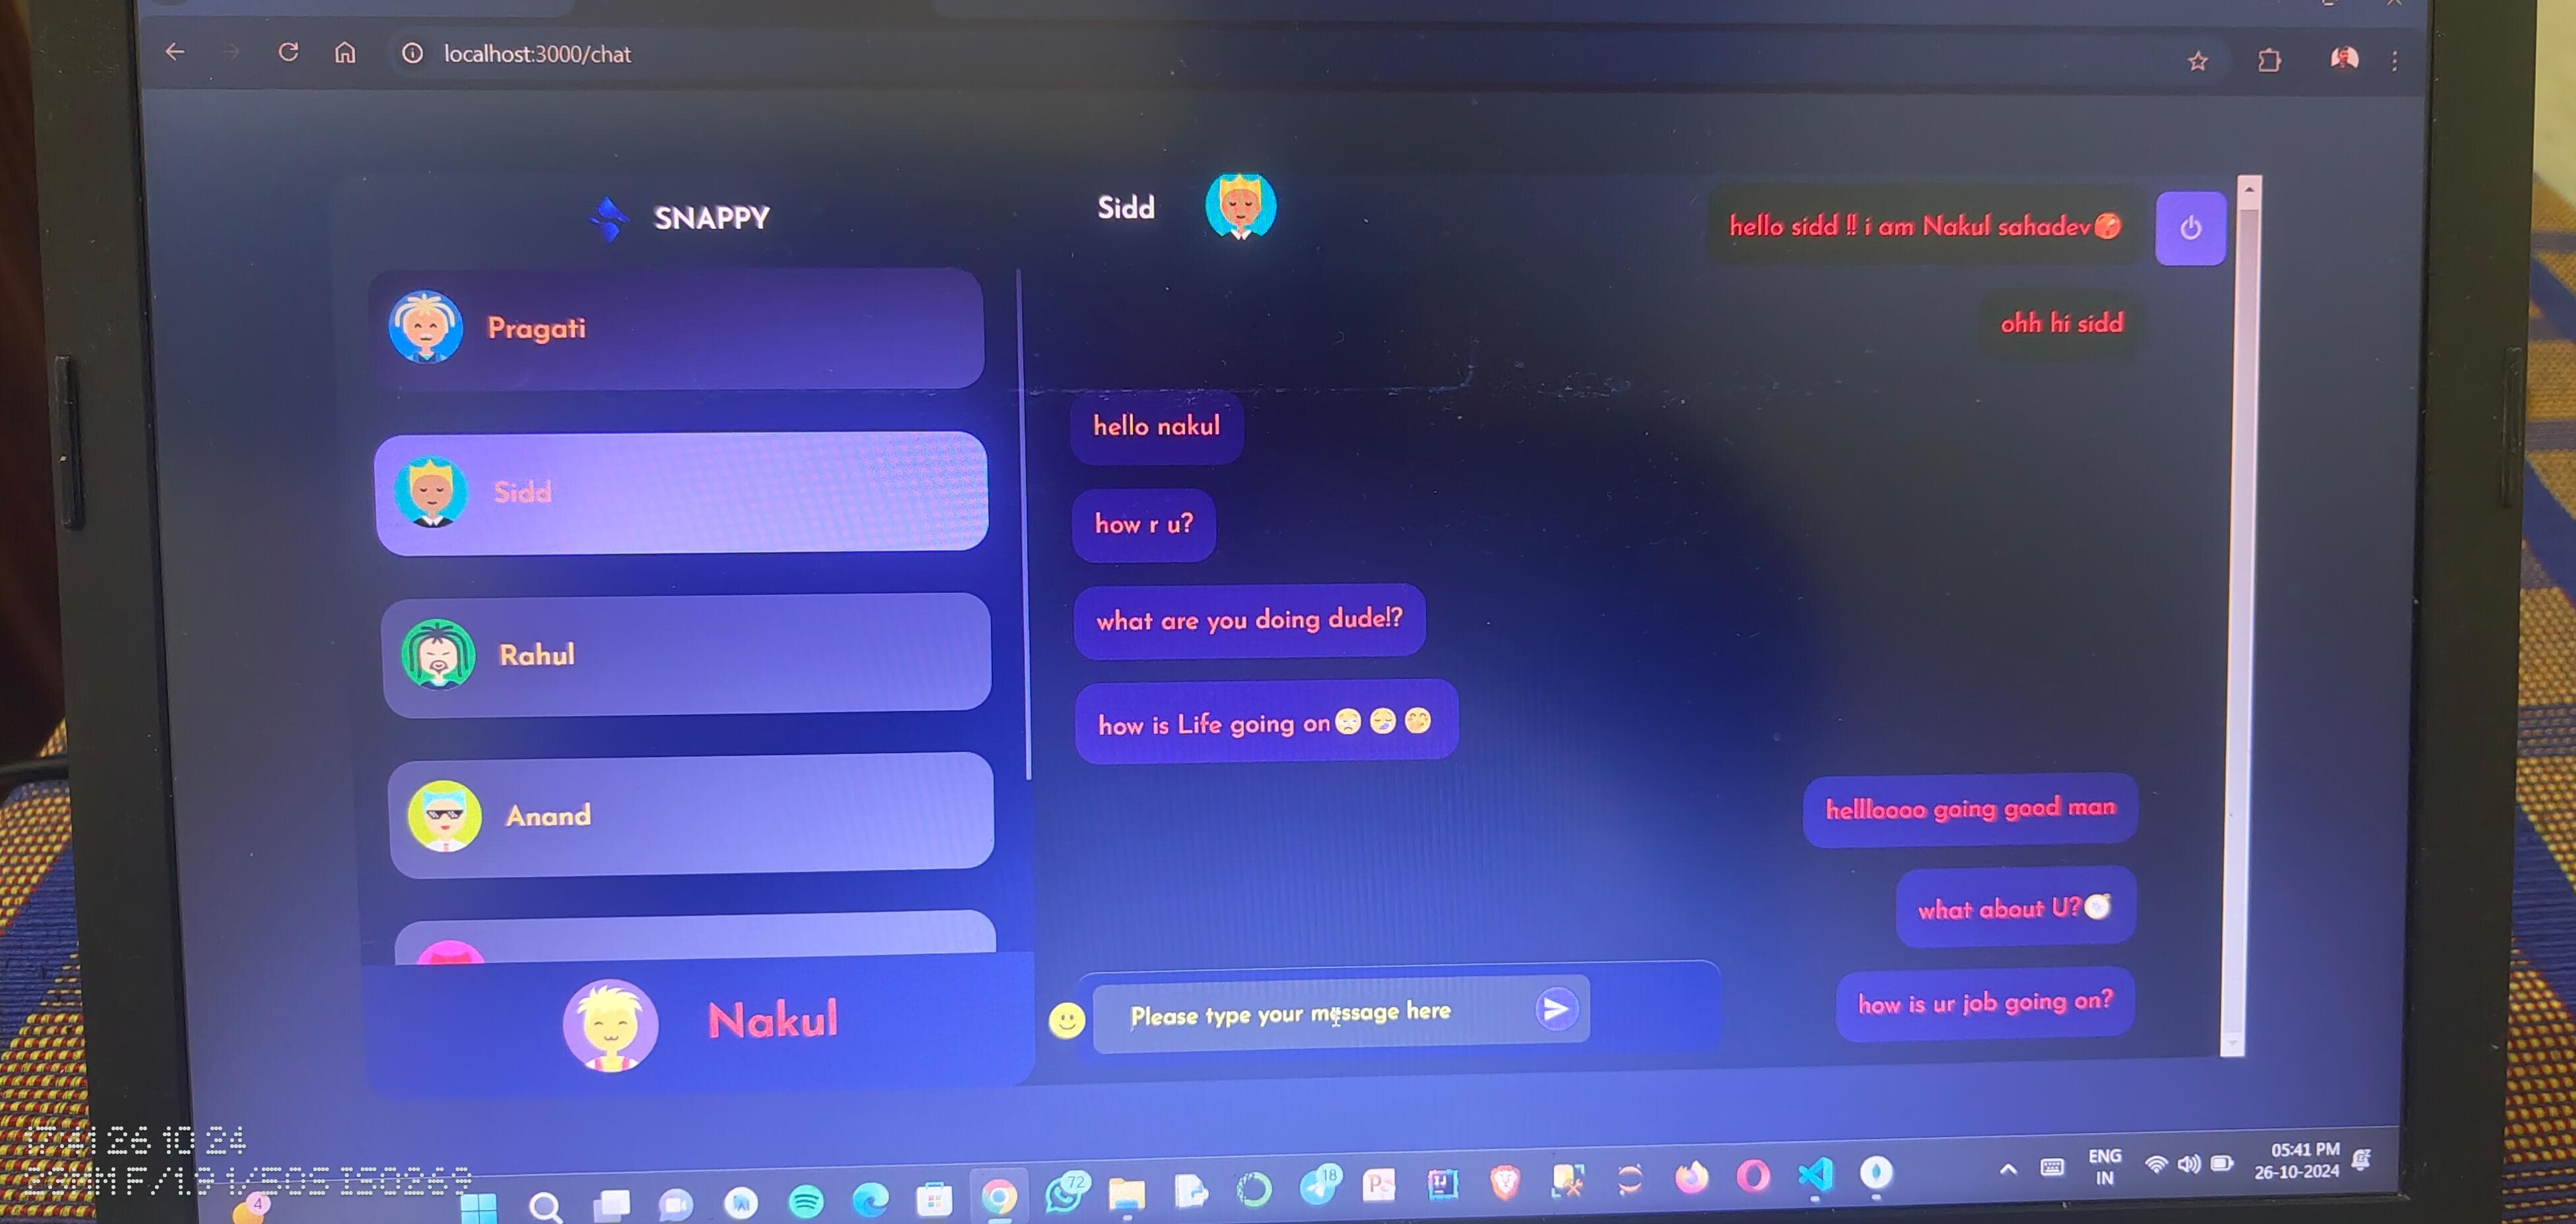 localhost:3000/chat
SNAPPY
Pragati
Sidd
Rahul
Anand
Nakul
Sidd
hello sidd !! i am Nakul sahadev
ohh hi sidd
hello nakul
how r u?
what are you doing dude!?
how is Life going on
hellloooo going good man
what about U?
how is ur job going on?
Please type your message here
17:41 26.10.24
4
72
18
ENG
IN
05:41 PM
26-10-2024